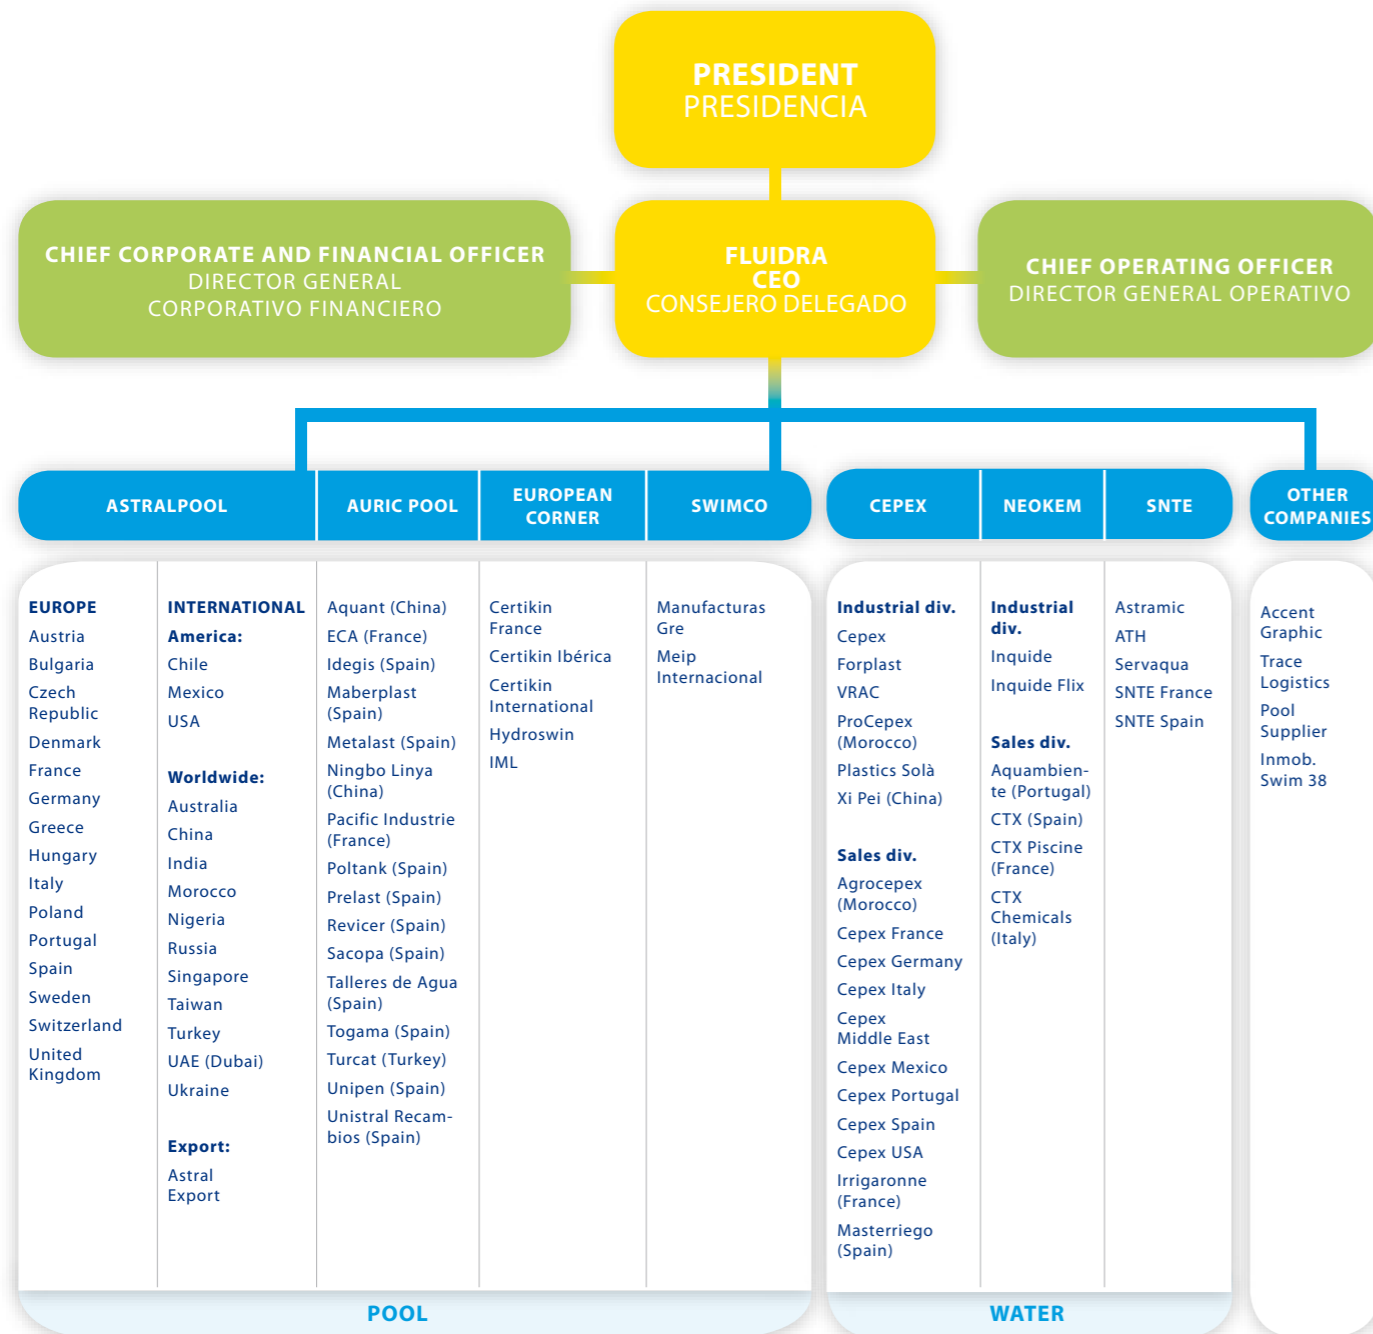 PRESIDENT
PRESIDENCIA
CHIEF CORPORATE AND FINANCIAL OFFICER
DIRECTOR GENERAL
CORPORATIVO FINANCIERO
FLUIDRA
CEO
CONSEJERO DELEGADO
CHIEF OPERATING OFFICER
DIRECTOR GENERAL OPERATIVO
ASTRALPOOL
AURIC POOL
EUROPEAN
CORNER
SWIMCO
CEPEX
NEOKEM
SNTE
OTHER
COMPANIES
EUROPE
Austria
Bulgaria
Czech
Republic
Denmark
France
Germany
Greece
Hungary
Italy
Poland
Portugal
Spain
Sweden
Switzerland
United
Kingdom
INTERNATIONAL
America:
Chile
Mexico
USA
Worldwide:
Australia
China
India
Morocco
Nigeria
Russia
Singapore
Taiwan
Turkey
UAE (Dubai)
Ukraine
Export:
Astral
Export
Aquant (China)
ECA (France)
Idegis (Spain)
Maberplast
(Spain)
Metalast (Spain)
Ningbo Linya
(China)
Pacific Industrie
(France)
Poltank (Spain)
Prelast (Spain)
Revicer (Spain)
Sacopa (Spain)
Talleres de Agua
(Spain)
Togama (Spain)
Turcat (Turkey)
Unipen (Spain)
Unistral Recam-
bios (Spain)
Certikin
France
Certikin Ibérica
Certikin
International
Hydroswin
IML
Manufacturas
Gre
Meip
Internacional
Industrial div.
Cepex
Forplast
VRAC
ProCepex
(Morocco)
Plastics Solà
Xi Pei (China)
Sales div.
Agrocepex
(Morocco)
Cepex France
Cepex Germany
Cepex Italy
Cepex
Middle East
Cepex Mexico
Cepex Portugal
Cepex Spain
Cepex USA
Irrigaronne
(France)
Masterriego
(Spain)
Industrial
div.
Inquide
Inquide Flix
Sales div.
Aquambien-
te (Portugal)
CTX (Spain)
CTX Piscine
(France)
CTX
Chemicals
(Italy)
Astramic
ATH
Servaqua
SNTE France
SNTE Spain
Accent
Graphic
Trace
Logistics
Pool
Supplier
Inmob.
Swim 38
POOL
WATER